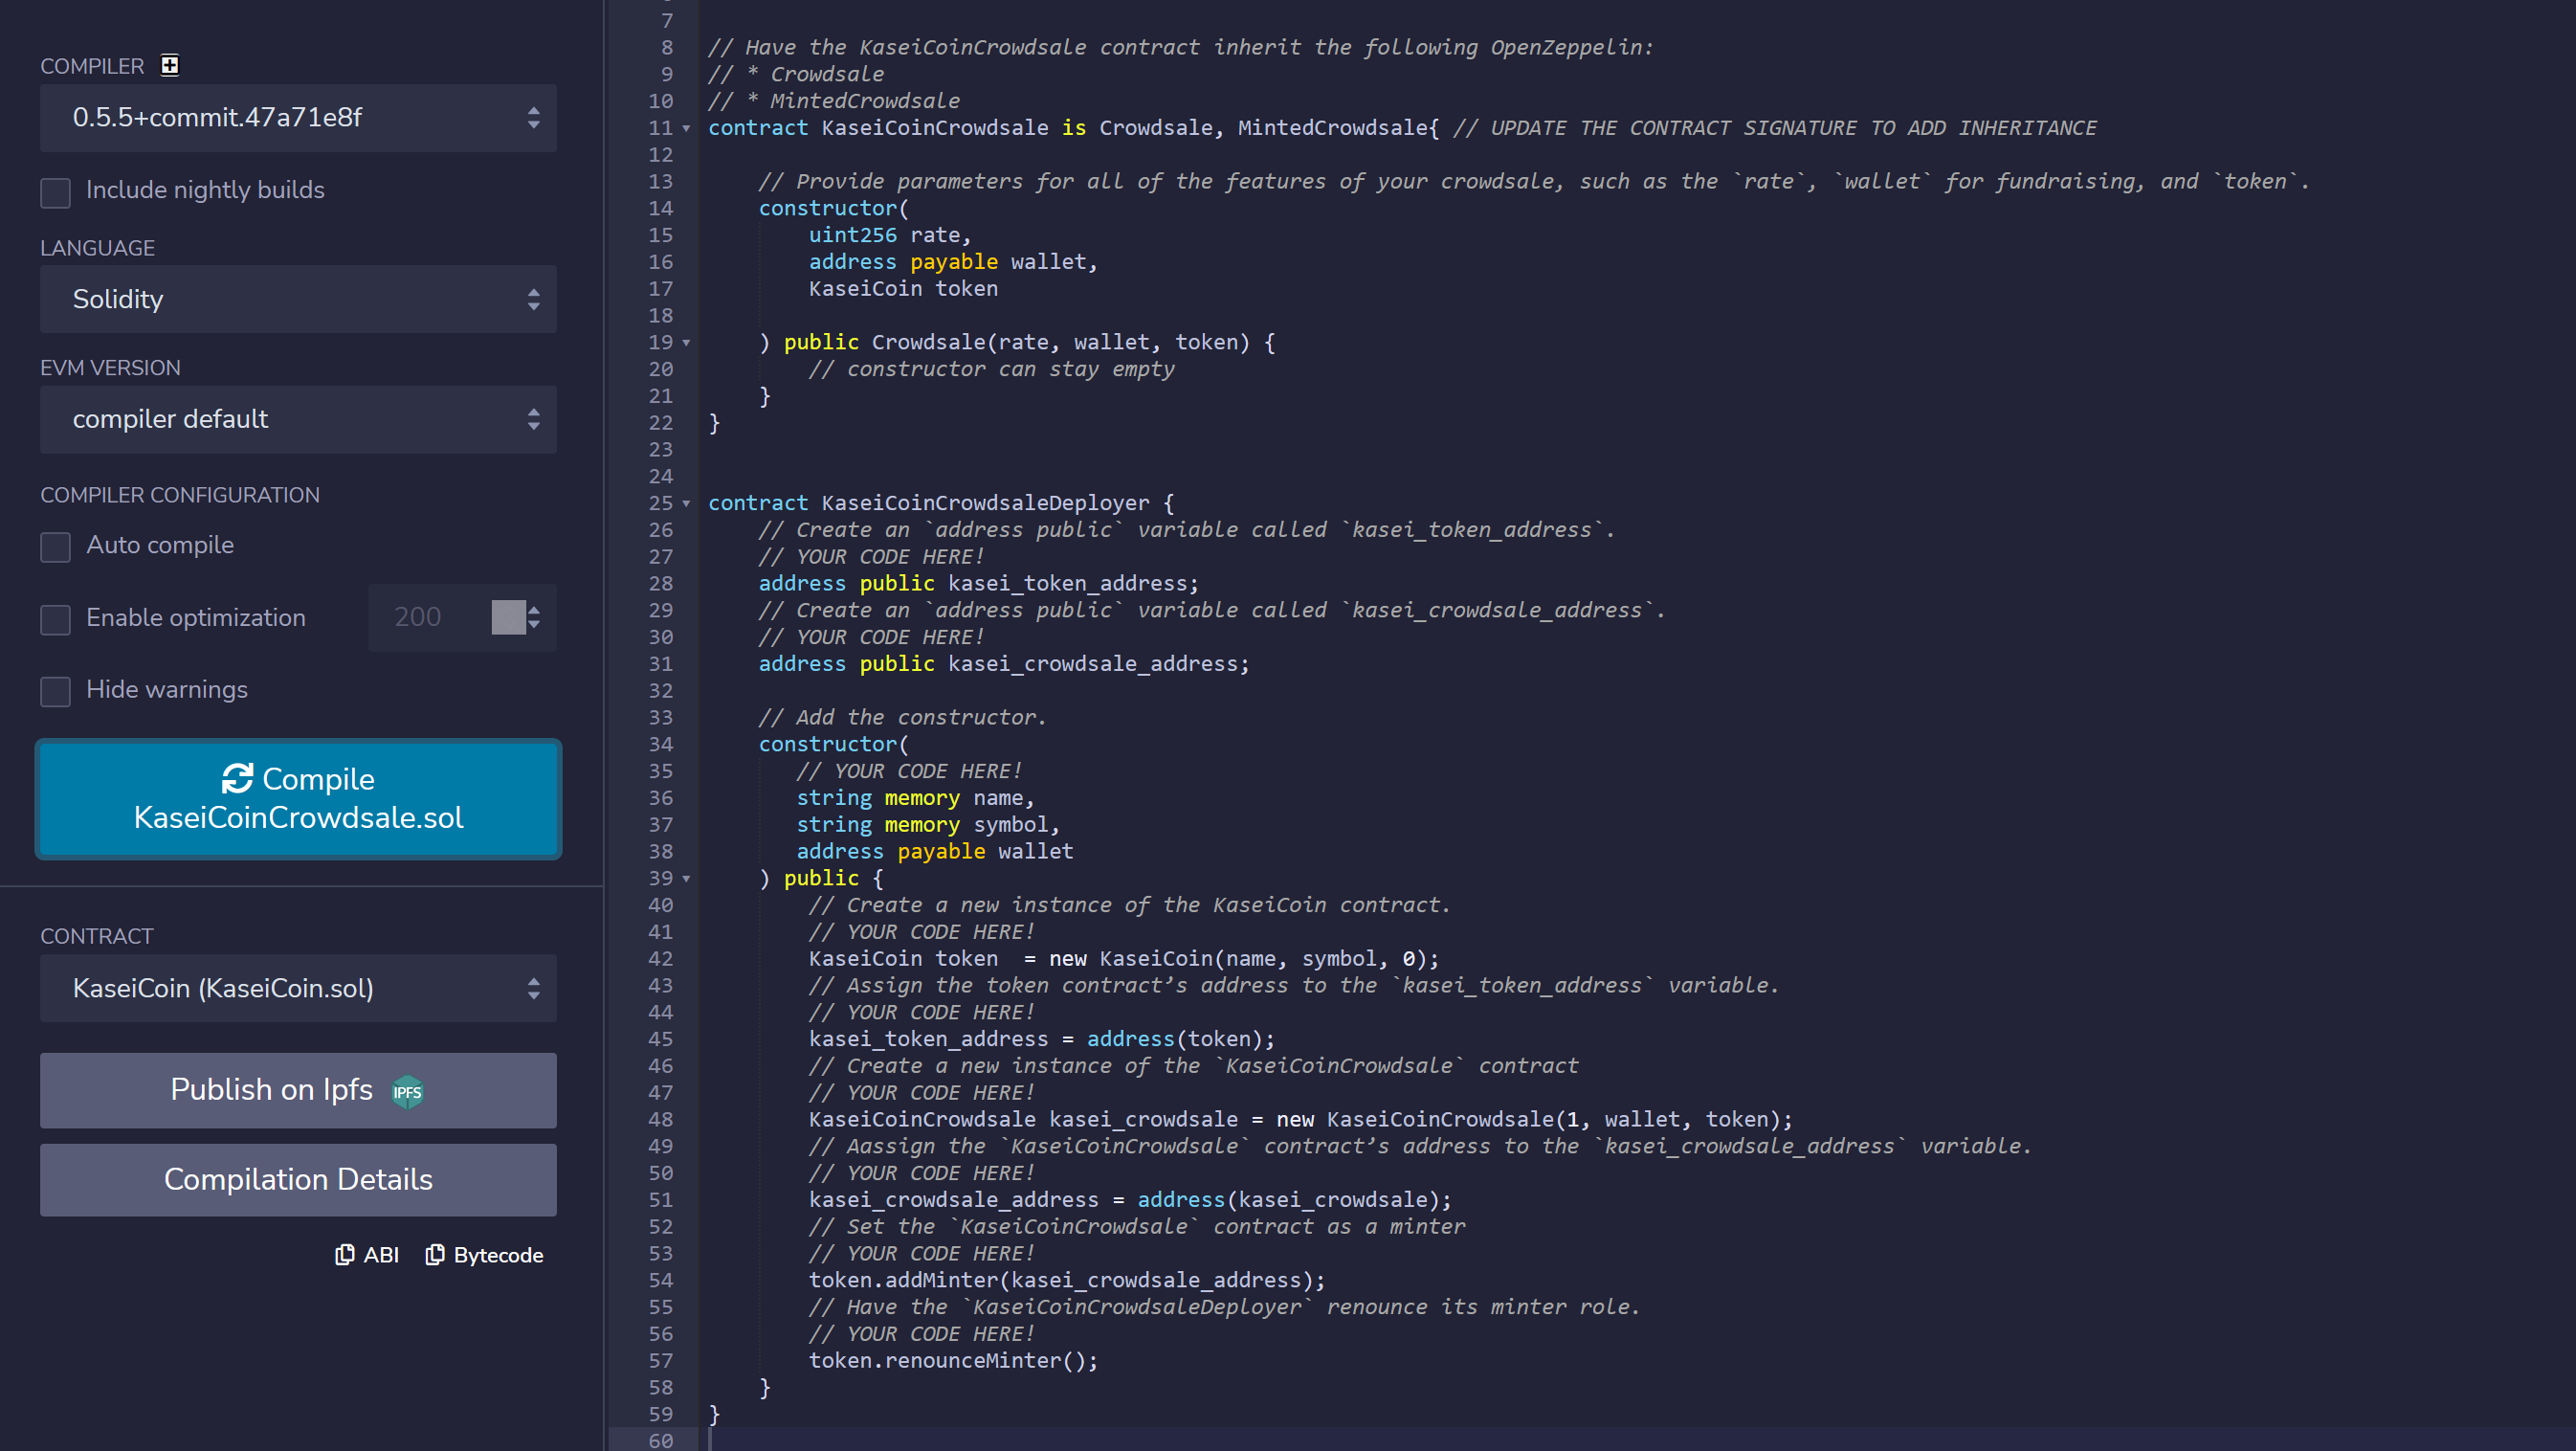 COMPILER
0.5.5+commit.47a71e8f
Include nightly builds
LANGUAGE
Solidity
EVM VERSION
compiler default
COMPILER CONFIGURATION
Auto compile
Enable optimization 200
Hide warnings
Compile
KaseiCoinCrowdsale.sol
CONTRACT
KaseiCoin (KaseiCoin.sol)
Publish on Ipfs IPFS
Compilation Details
ABI Bytecode
7
8 // Have the KaseiCoinCrowdsale contract inherit the following OpenZeppelin:
9 // * Crowdsale
10 // * MintedCrowdsale
11 contract KaseiCoinCrowdsale is Crowdsale, MintedCrowdsale{ // UPDATE THE CONTRACT SIGNATURE TO ADD INHERITANCE
12
13 // Provide parameters for all of the features of your crowdsale, such as the `rate`, `wallet` for fundraising, and `token`.
14 constructor(
15 uint256 rate,
16 address payable wallet,
17 KaseiCoin token
18
19 ) public Crowdsale(rate, wallet, token) {
20 // constructor can stay empty
21 }
22 }
23
24
25 contract KaseiCoinCrowdsaleDeployer {
26 // Create an `address public` variable called `kasei_token_address`.
27 // YOUR CODE HERE!
28 address public kasei_token_address;
29 // Create an `address public` variable called `kasei_crowdsale_address`.
30 // YOUR CODE HERE!
31 address public kasei_crowdsale_address;
32
33 // Add the constructor.
34 constructor(
35 // YOUR CODE HERE!
36 string memory name,
37 string memory symbol,
38 address payable wallet
39 ) public {
40 // Create a new instance of the KaseiCoin contract.
41 // YOUR CODE HERE!
42 KaseiCoin token  = new KaseiCoin(name, symbol, 0);
43 // Assign the token contract’s address to the `kasei_token_address` variable.
44 // YOUR CODE HERE!
45 kasei_token_address = address(token);
46 // Create a new instance of the `KaseiCoinCrowdsale` contract
47 // YOUR CODE HERE!
48 KaseiCoinCrowdsale kasei_crowdsale = new KaseiCoinCrowdsale(1, wallet, token);
49 // Aassign the `KaseiCoinCrowdsale` contract’s address to the `kasei_crowdsale_address` variable.
50 // YOUR CODE HERE!
51 kasei_crowdsale_address = address(kasei_crowdsale);
52 // Set the `KaseiCoinCrowdsale` contract as a minter
53 // YOUR CODE HERE!
54 token.addMinter(kasei_crowdsale_address);
55 // Have the `KaseiCoinCrowdsaleDeployer` renounce its minter role.
56 // YOUR CODE HERE!
57 token.renounceMinter();
58 }
59 }
60